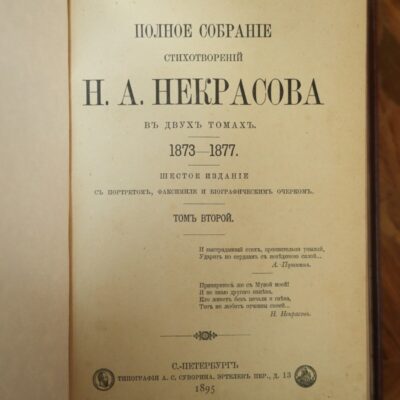 ПОЛНОЕ СОБРАНІЕ
СТИХОТВОРЕНІЙ
Н. А. НЕКРАСОВА
ВЪ ДВУХЪ ТОМАХЪ.
1873—1877.
ШЕСТОЕ ИЗДАНІЕ
СЪ ПОРТРЕТОМЪ, ФАКСИМИЛЕ И БІОГРАФИЧЕСКИМЪ ОЧЕРКОМЪ.
ТОМЪ ВТОРОЙ.
И выстраданный стихъ, пронзительно унылый,
Ударитъ по сердцамъ съ невѣдомою силой...
А. Пушкинъ.
Примиритесь же съ Музой моей!
Я не знаю другого напѣва,
Кто живетъ безъ печали и гнѣва,
Тотъ не любитъ отчизны своей...
Н. Некрасовъ.
С.-ПЕТЕРБУРГЪ
ТИПОГРАФІЯ А. С. СУВОРИНА. ЭРТЕЛЕВЪ ПЕР., Д. 13
1895